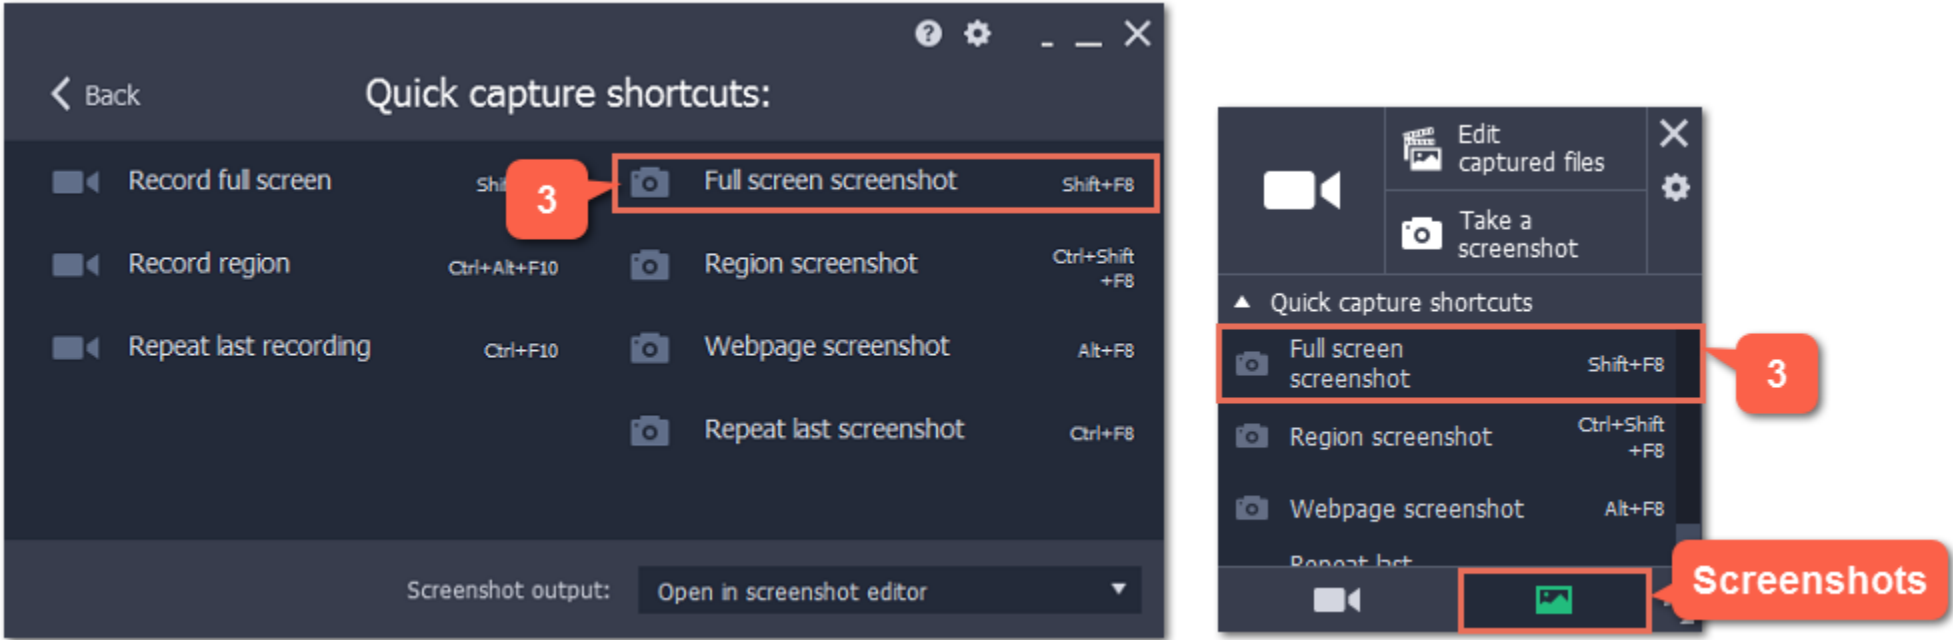 Back
Quick capture shortcuts:
Record full screen
3
Full screen screenshot Shift+F8
Record region Ctrl+Alt+F10
Region screenshot Ctrl+Shift
+F8
Repeat last recording Ctrl+F10
Webpage screenshot Alt+F8
Repeat last screenshot Ctrl+F8
Screenshot output: Open in screenshot editor
Edit
captured files
Take a
screenshot
Quick capture shortcuts
Full screen
screenshot Shift+F8
3
Region screenshot Ctrl+Shift
+F8
Webpage screenshot Alt+F8
Repeat last
Screenshots